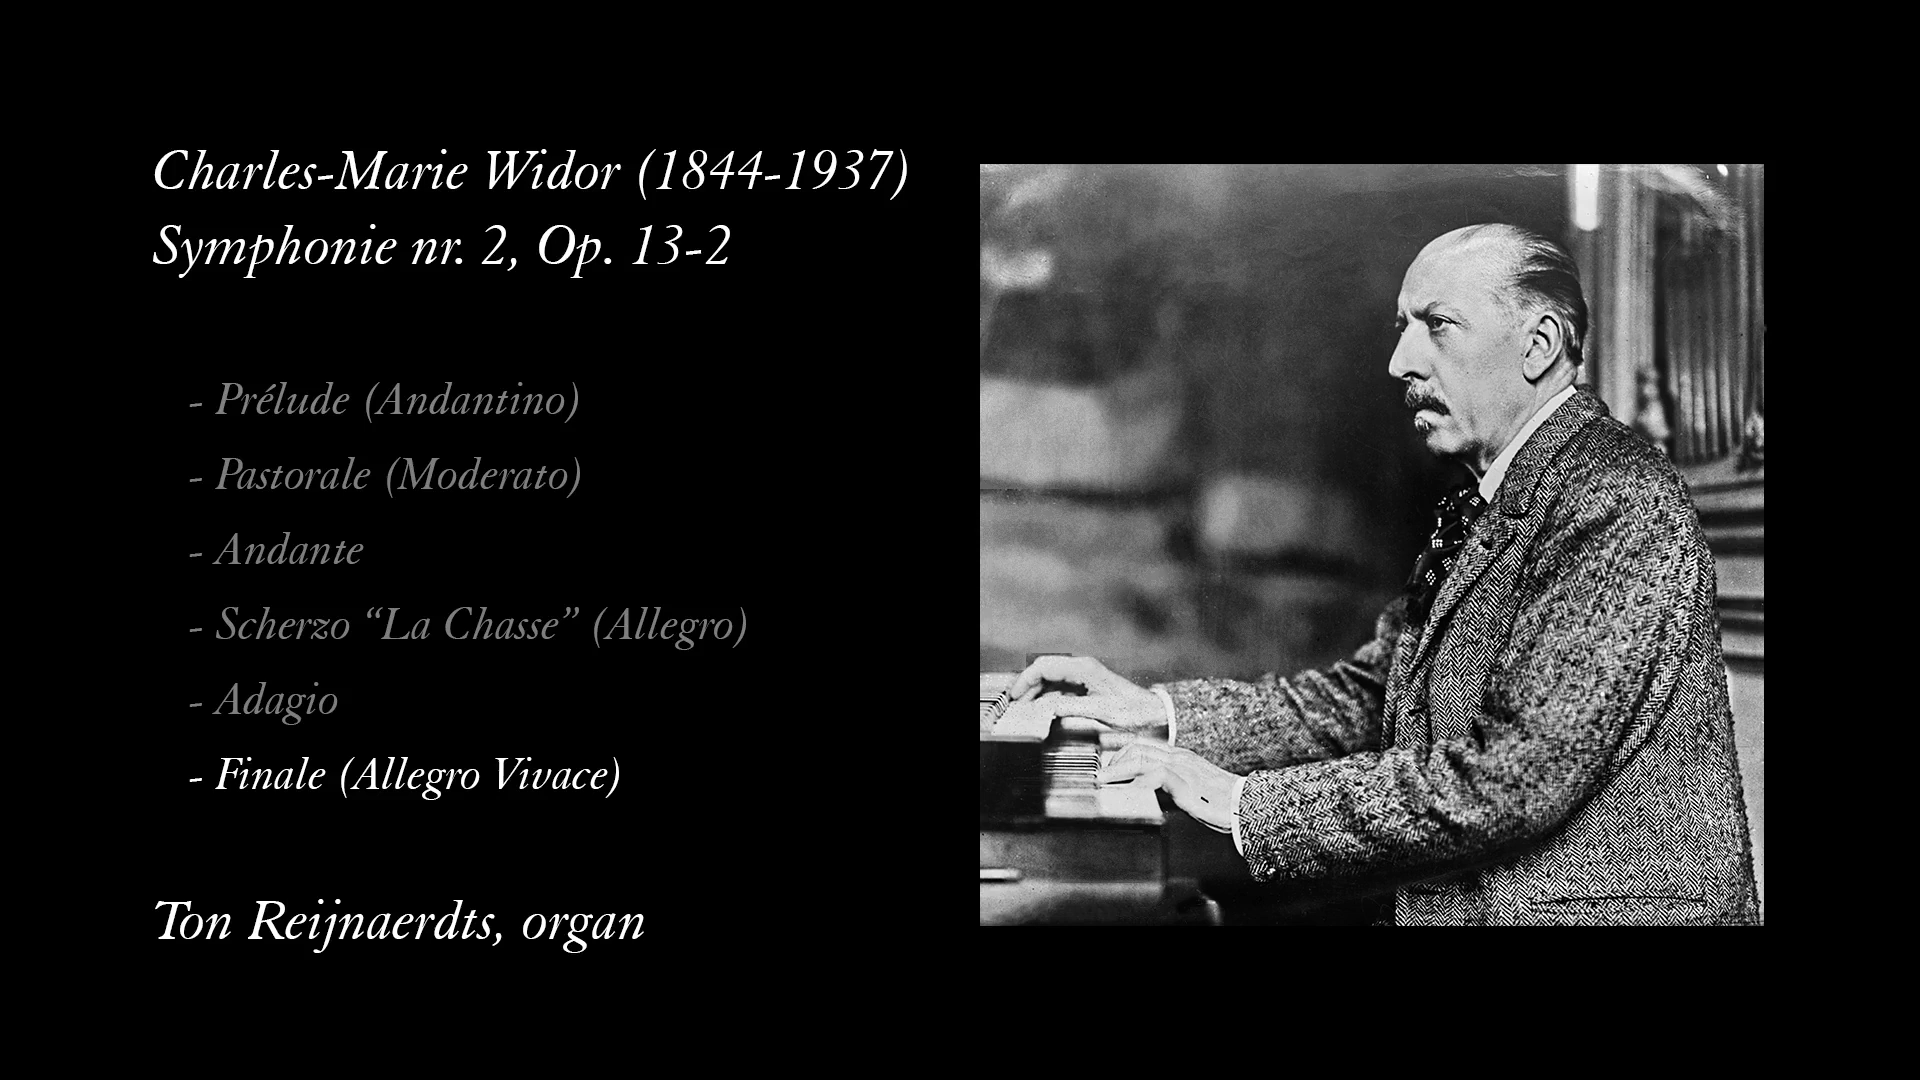 Charles-Marie Widor (1844-1937)
Symphonie nr. 2, Op. 13-2
- Prélude (Andantino)
- Pastorale (Moderato)
- Andante
- Scherzo “La Chasse” (Allegro)
- Adagio
- Finale (Allegro Vivace)
Ton Reijnaerdts, organ